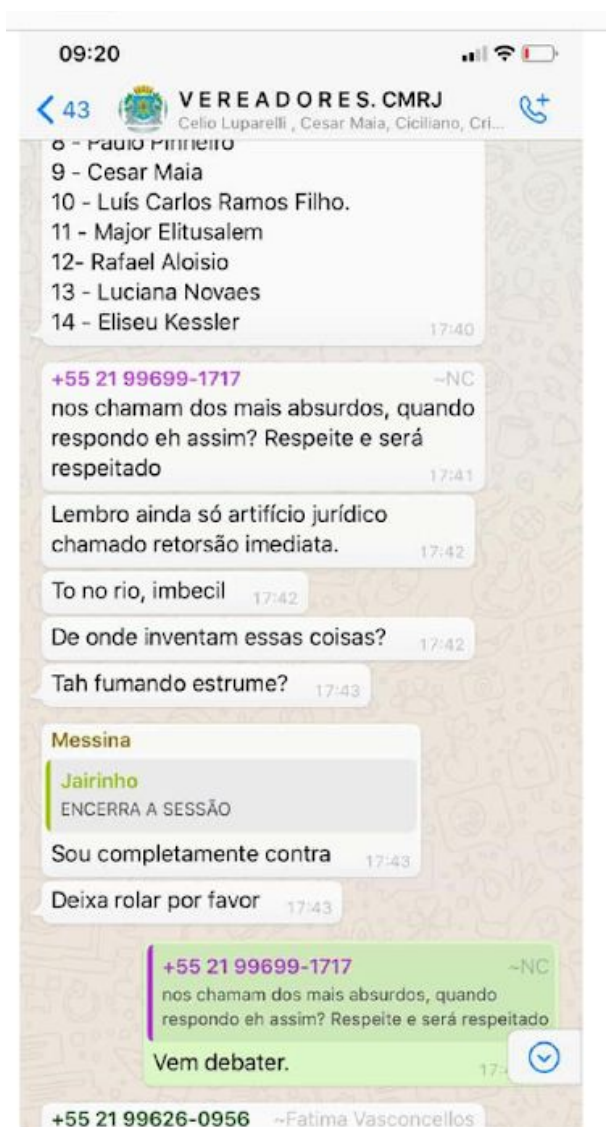 09:20
43
V E R E A D O R E S. CMRJ
Celio Luparelli , Cesar Maia, Ciciliano, Cri...
8 - Paulo Pinheiro
9 - Cesar Maia
10 - Luís Carlos Ramos Filho.
11 - Major Elitusalem
12- Rafael Aloisio
13 - Luciana Novaes
14 - Eliseu Kessler
17:40
+55 21 99699-1717 ~NC
nos chamam dos mais absurdos, quando
respondo eh assim? Respeite e será
respeitado
17:41
Lembro ainda só artifício jurídico
chamado retorsão imediata.
17:42
To no rio, imbecil 17:42
De onde inventam essas coisas? 17:42
Tah fumando estrume? 17:43
Messina
Jairinho
ENCERRA A SESSÃO
Sou completamente contra 17:43
Deixa rolar por favor 17:43
+55 21 99699-1717 ~NC
nos chamam dos mais absurdos, quando
respondo eh assim? Respeite e será respeitado
Vem debater.
+55 21 99626-0956 ~Fatima Vasconcellos